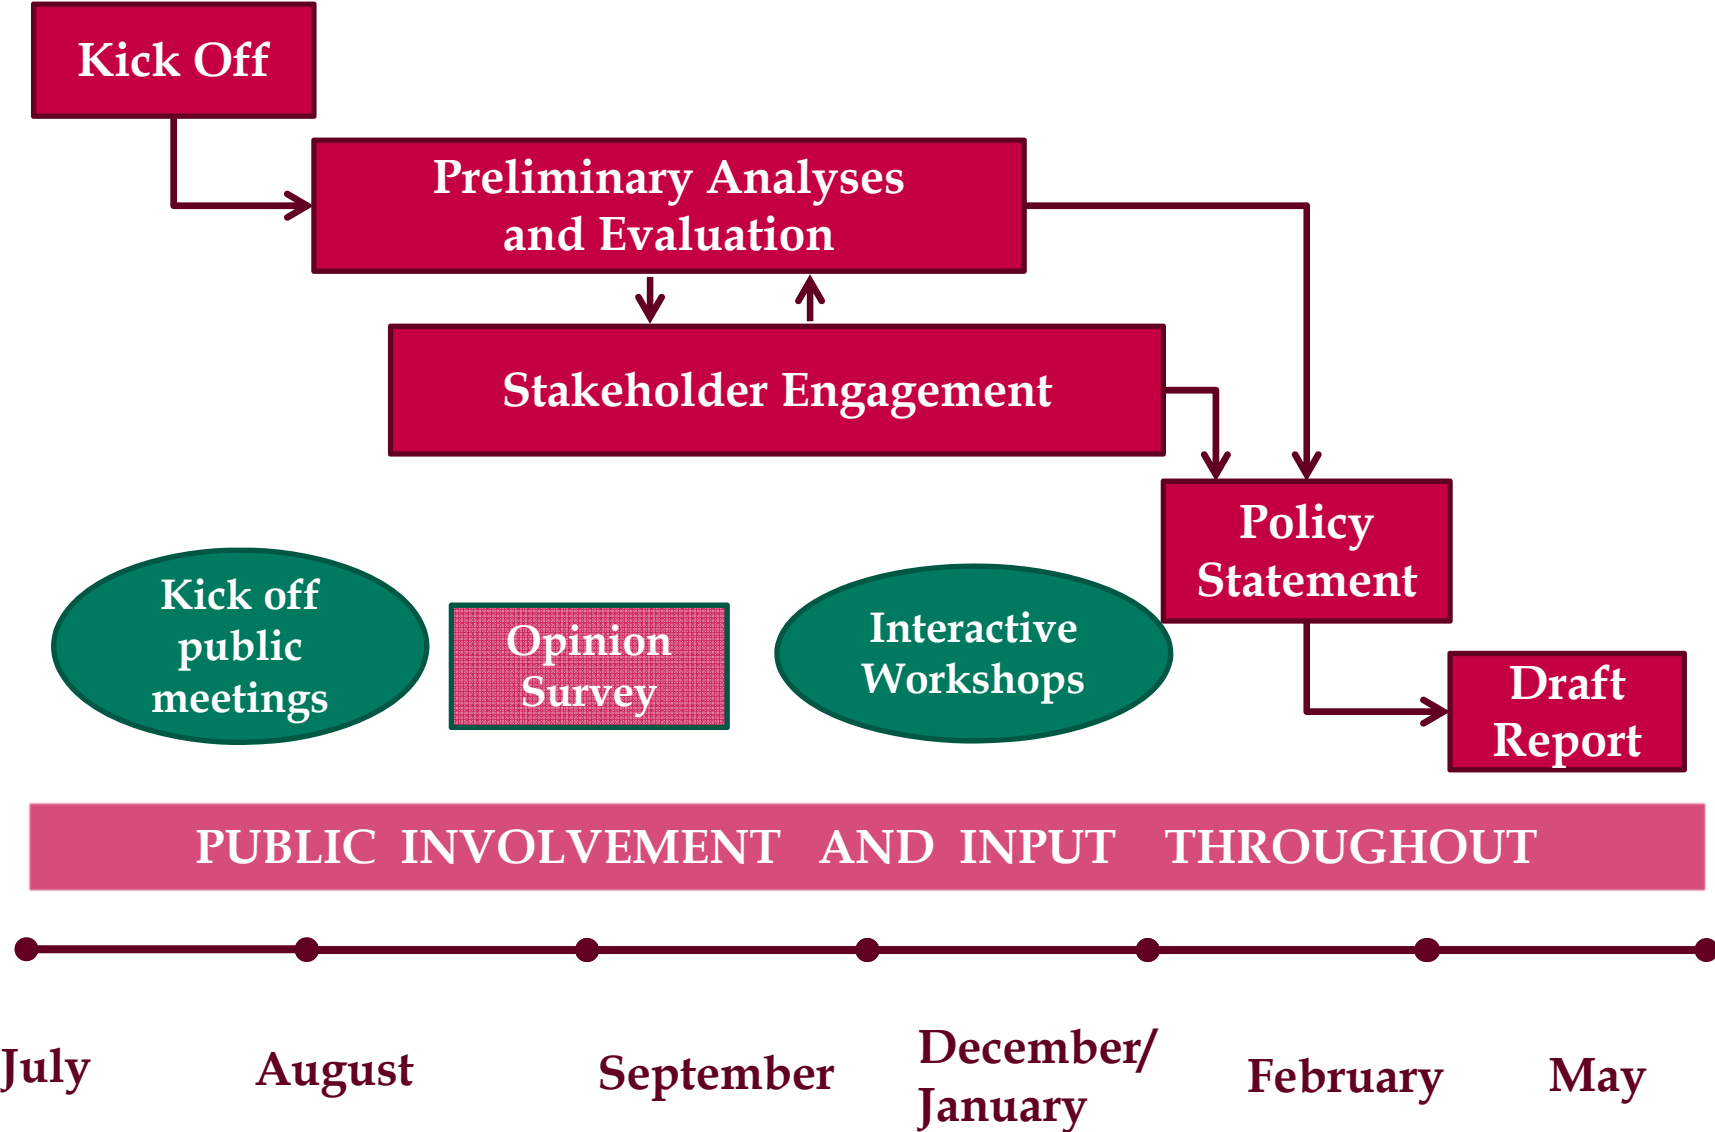 Kick Off
Preliminary Analyses
and Evaluation
Stakeholder Engagement
Policy
Statement
Kick off
public
meetings
Opinion
Survey
Interactive
Workshops
Draft
Report
PUBLIC INVOLVEMENT AND INPUT THROUGHOUT
July
August
September
December/
January
February
May